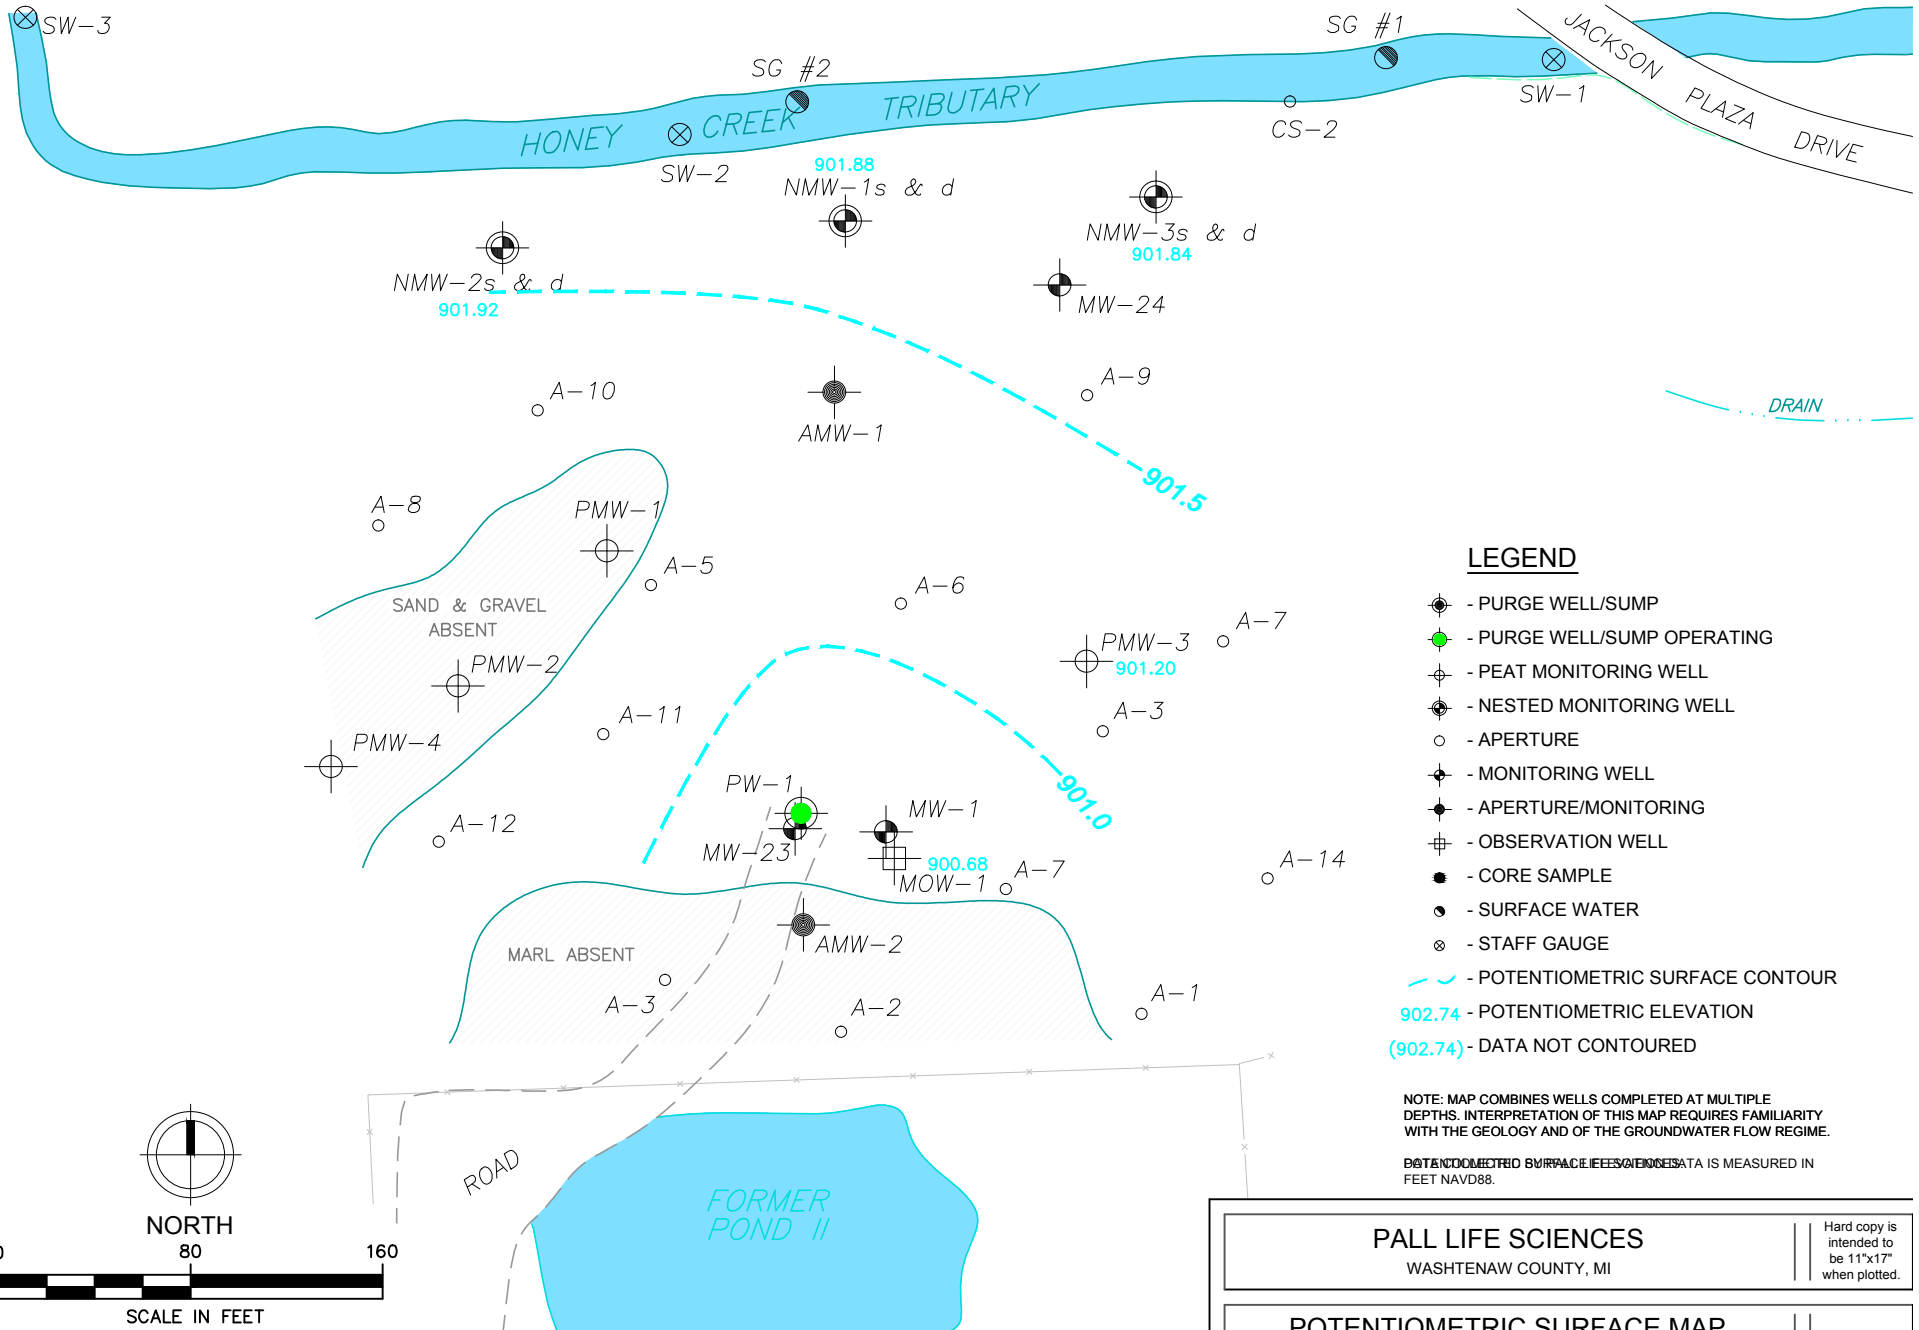 SW-3
SG #2
SG #1
JACKSON PLAZA DRIVE
SW-1
CS-2
HONEY CREEK TRIBUTARY
SW-2
901.88
NMW-1s & d
NMW-3s & d
901.84
NMW-2s & d
901.92
MW-24
A-9
A-10
AMW-1
DRAIN
901.5
A-8
PMW-1
A-5
A-6
SAND & GRAVEL
ABSENT
A-7
PMW-3
901.20
PMW-2
A-3
A-11
PMW-4
PW-1
901.0
MW-1
A-12
MW-23
900.68
MOW-1
A-7
A-14
AMW-2
MARL ABSENT
A-3
A-2
A-1
LEGEND
- PURGE WELL/SUMP
- PURGE WELL/SUMP OPERATING
- PEAT MONITORING WELL
- NESTED MONITORING WELL
- APERTURE
- MONITORING WELL
- APERTURE/MONITORING
- OBSERVATION WELL
- CORE SAMPLE
- SURFACE WATER
- STAFF GAUGE
- POTENTIOMETRIC SURFACE CONTOUR
902.74 - POTENTIOMETRIC ELEVATION
(902.74) - DATA NOT CONTOURED
NOTE: MAP COMBINES WELLS COMPLETED AT MULTIPLE
DEPTHS. INTERPRETATION OF THIS MAP REQUIRES FAMILIARITY
WITH THE GEOLOGY AND OF THE GROUNDWATER FLOW REGIME.
DATA IS MEASURED IN
FEET NAVD88.
ROAD
FORMER
POND II
NORTH
0 80 160
SCALE IN FEET
PALL LIFE SCIENCES
WASHTENAW COUNTY, MI
Hard copy is
intended to
be 11"x17"
when plotted.
POTENTIOMETRIC SURFACE MAP